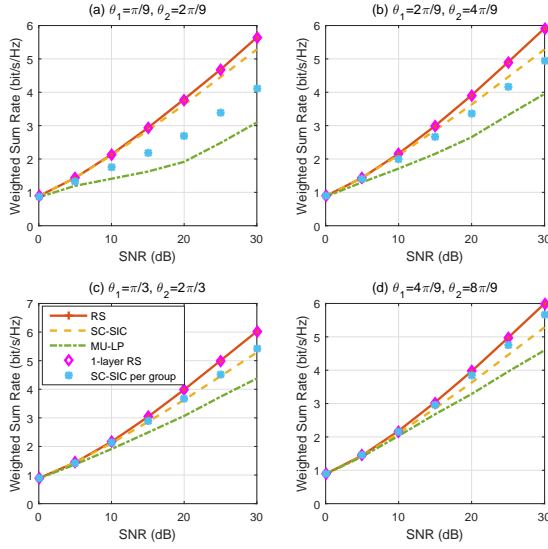 (a) θ1=π/9, θ2=2π/9
Weighted Sum Rate (bit/s/Hz)
6
5
4
3
2
1
0
0 10 20 30
SNR (dB)
(b) θ1=2π/9, θ2=4π/9
Weighted Sum Rate (bit/s/Hz)
6
5
4
3
2
1
0
0 10 20 30
SNR (dB)
(c) θ1=π/3, θ2=2π/3
Weighted Sum Rate (bit/s/Hz)
7
6
5
4
3
2
1
0
RS
SC-SIC
MU-LP
1-layer RS
SC-SIC per group
0 10 20 30
SNR (dB)
(d) θ1=4π/9, θ2=8π/9
Weighted Sum Rate (bit/s/Hz)
6
5
4
3
2
1
0
0 10 20 30
SNR (dB)